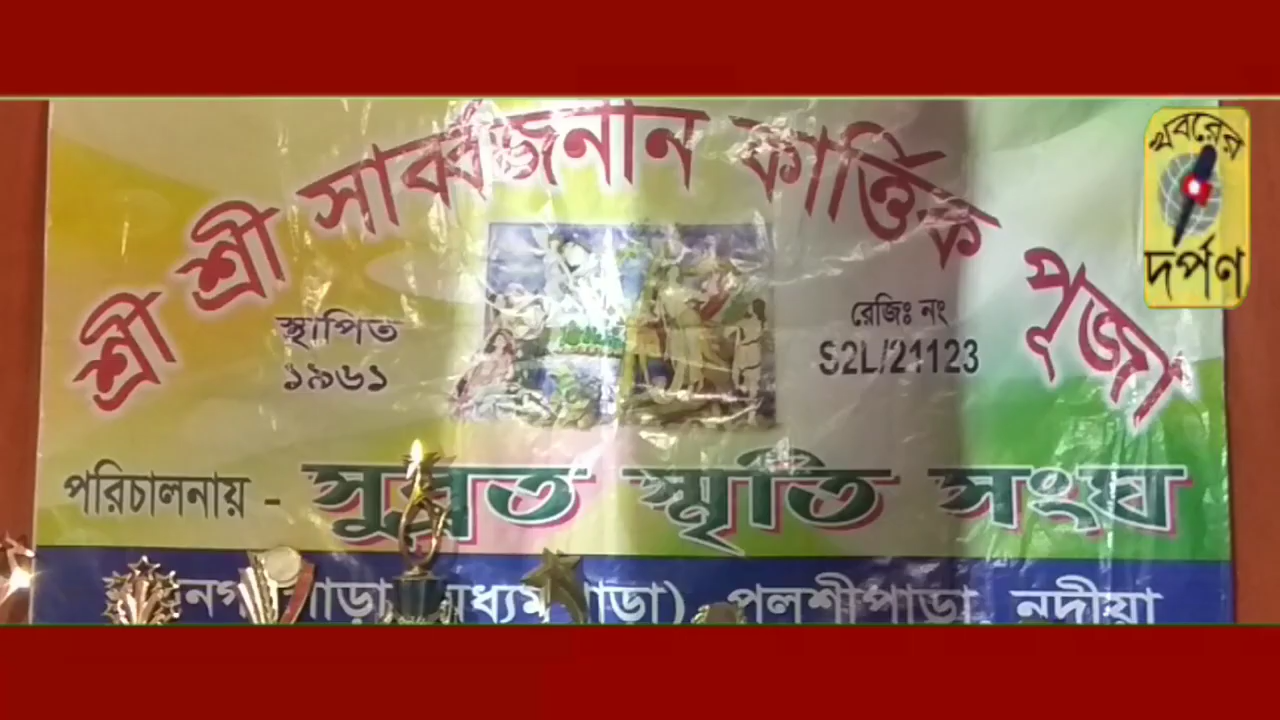 শ্রী শ্রী সার্ব্বজনীন কার্ত্তিক পূজা
স্থাপিত
১৯৬১
রেজিঃ নং
S2L/21123
পরিচালনায় - সুব্রত স্মৃতি সংঘ
পলশীপাড়া, নদীয়া
খবরের
দর্পণ